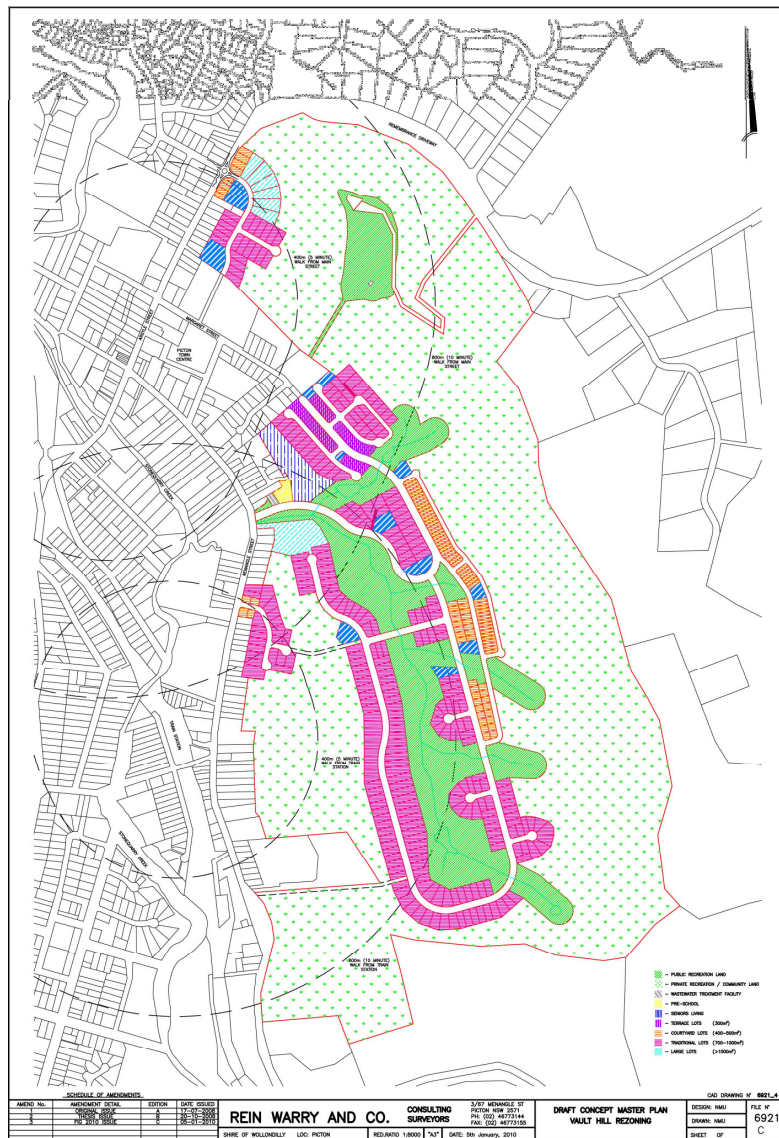 REMEMBRANCE DRIVEWAY
400m (5 MINUTE)
WALK FROM MAIN
STREET
ARGYLE STREET
MARGARET STREET
PICTON
TOWN
CENTRE
800m (10 MINUTE)
WALK FROM MAIN
STREET
STONEQUARRY CREEK
MENANGLE STREET
TRAIN STATION
400m (5 MINUTE)
WALK FROM TRAIN
STATION
STONEQUARRY CREEK
800m (10 MINUTE)
WALK FROM TRAIN
STATION
- PUBLIC RECREATION LAND
- PRIVATE RECREATION / COMMUNITY LAND
- WASTEWATER TREATMENT FACILITY
- PRE-SCHOOL
- SENIORS LIVING
- TERRACE LOTS (300m²)
- COURTYARD LOTS (400-500m²)
- TRADITIONAL LOTS (700-1000m²)
- LARGE LOTS (>1000m²)
SCHEDULE OF AMENDMENTS
AMEND No. AMENDMENT DETAIL EDITION DATE ISSUED
1 ORIGINAL ISSUE A 17-07-2008
2 THESIS ISSUE B 20-10-2008
3 FIG 2010 ISSUE C 05-01-2010
REIN WARRY AND CO. CONSULTING SURVEYORS
3/67 MENANGLE ST
PICTON NSW 2571
PH: (02) 46773144
FAX: (02) 46773155
SHIRE OF WOLLONDILLY LOC: PICTON RED.RATIO 1:8000 "A3" DATE: 5th January, 2010
DRAFT CONCEPT MASTER PLAN
VAULT HILL REZONING
CAD DRAWING Nº 6921_4
DESIGN: NMU
DRAWN: NMU
SHEET OF
FILE Nº
6921
C